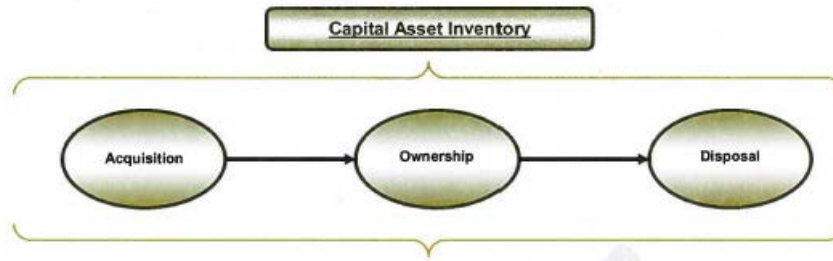 Capital Asset Inventory
Acquisition
Ownership
Disposal